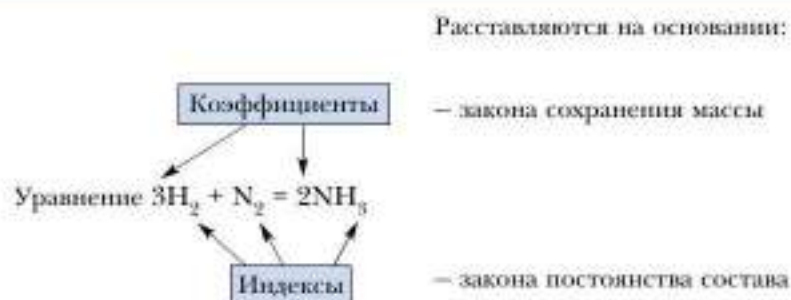 Расставляются на основании:
Коэффициенты – закона сохранения массы
Уравнение 3H₂ + N₂ = 2NH₃
Индексы – закона постоянства состава